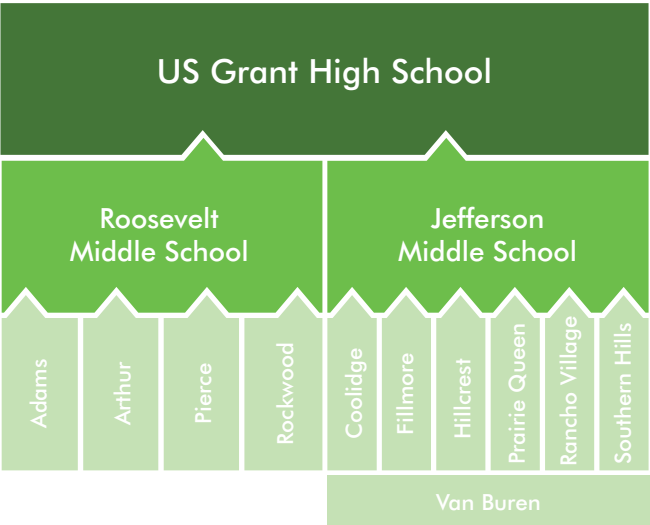 US Grant High School
Roosevelt
Middle School
Jefferson
Middle School
Adams
Arthur
Pierce
Rockwood
Coolidge
Fillmore
Hillcrest
Prairie Queen
Rancho Village
Southern Hills
Van Buren